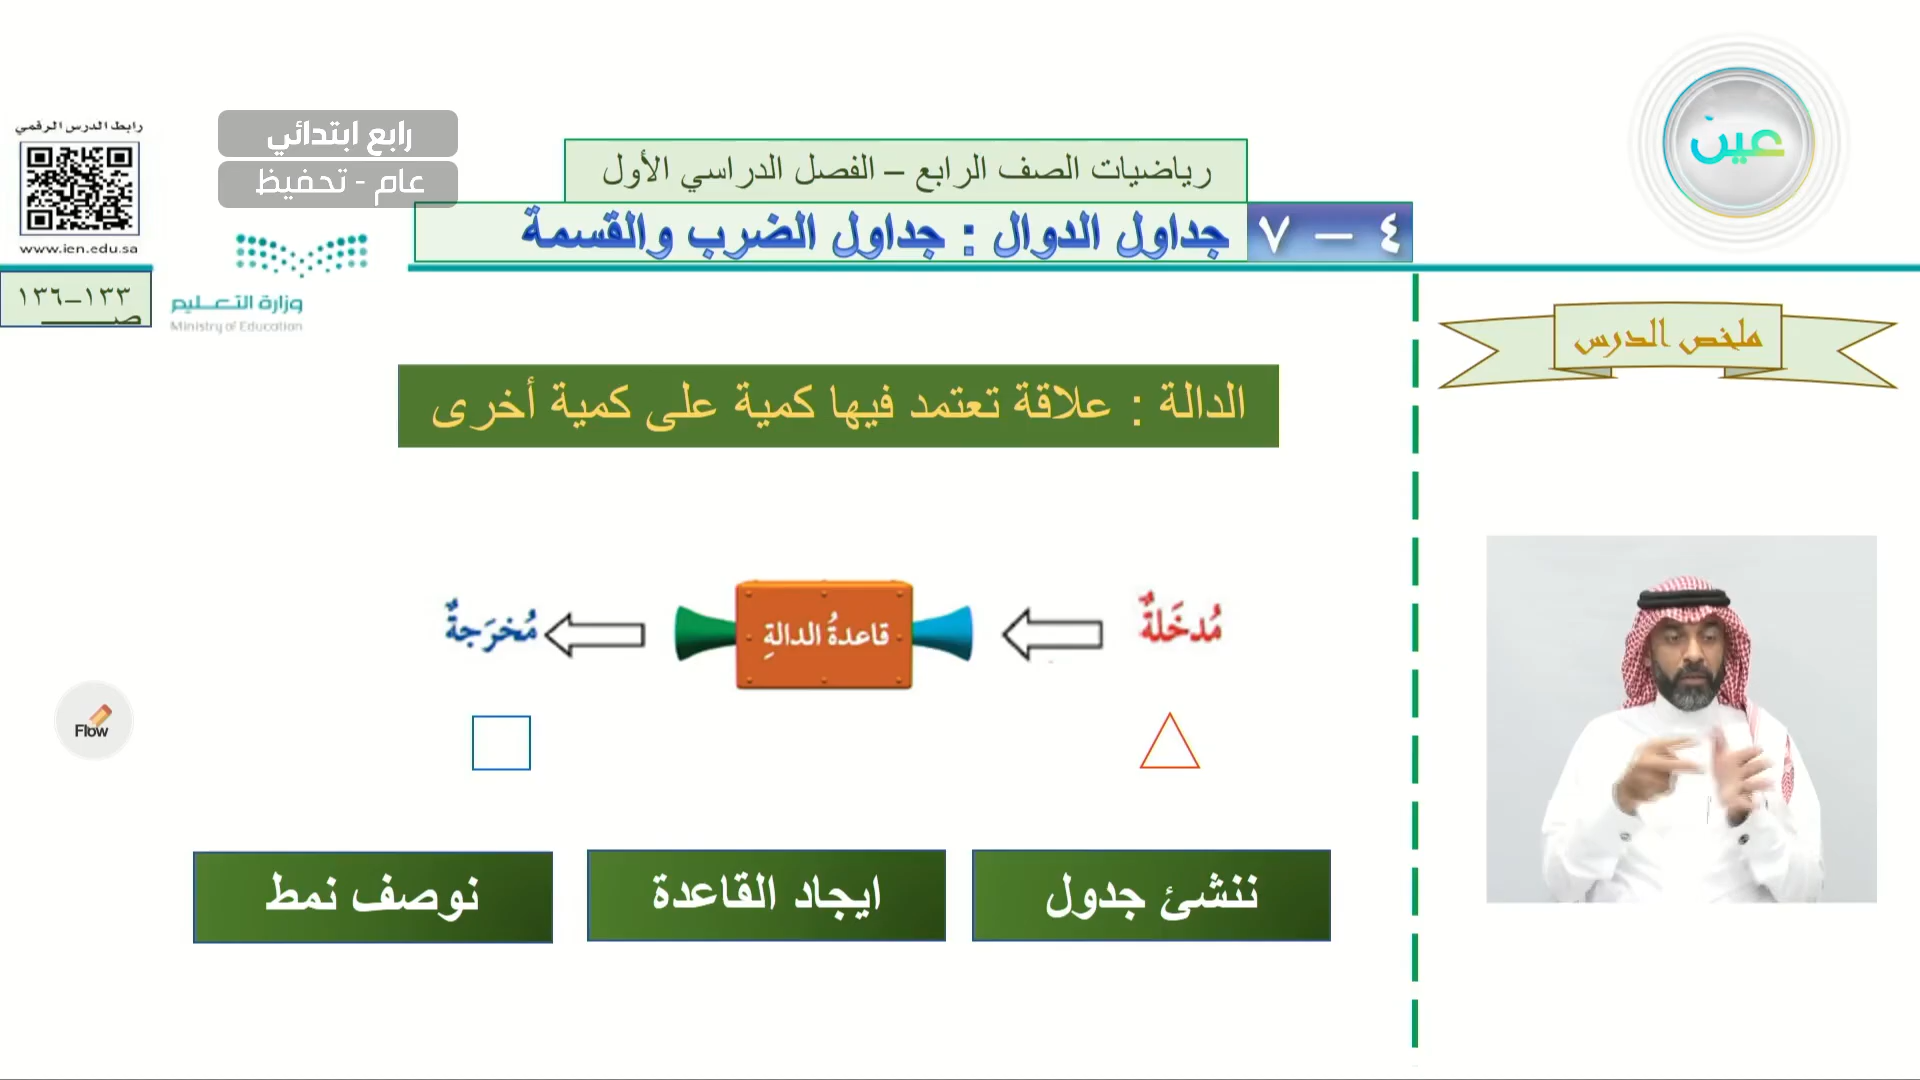 عين
رابع ابتدائي
عام - تحفيظ
رابط الدرس الرقمي
www.ien.edu.sa
رياضيات الصف الرابع – الفصل الدراسي الأول
٤ – ٧ جداول الدوال : جداول الضرب والقسمة
وزارة التعليم
Ministry of Education
١٣٣–١٣٦
صـ
ملخص الدرس
الدالة : علاقة تعتمد فيها كمية على كمية أخرى
مُدخَلةٌ
قاعدةُ الدالةِ
مُخرَجةٌ
Flow
ننشئ جدول
ايجاد القاعدة
نوصف نمط